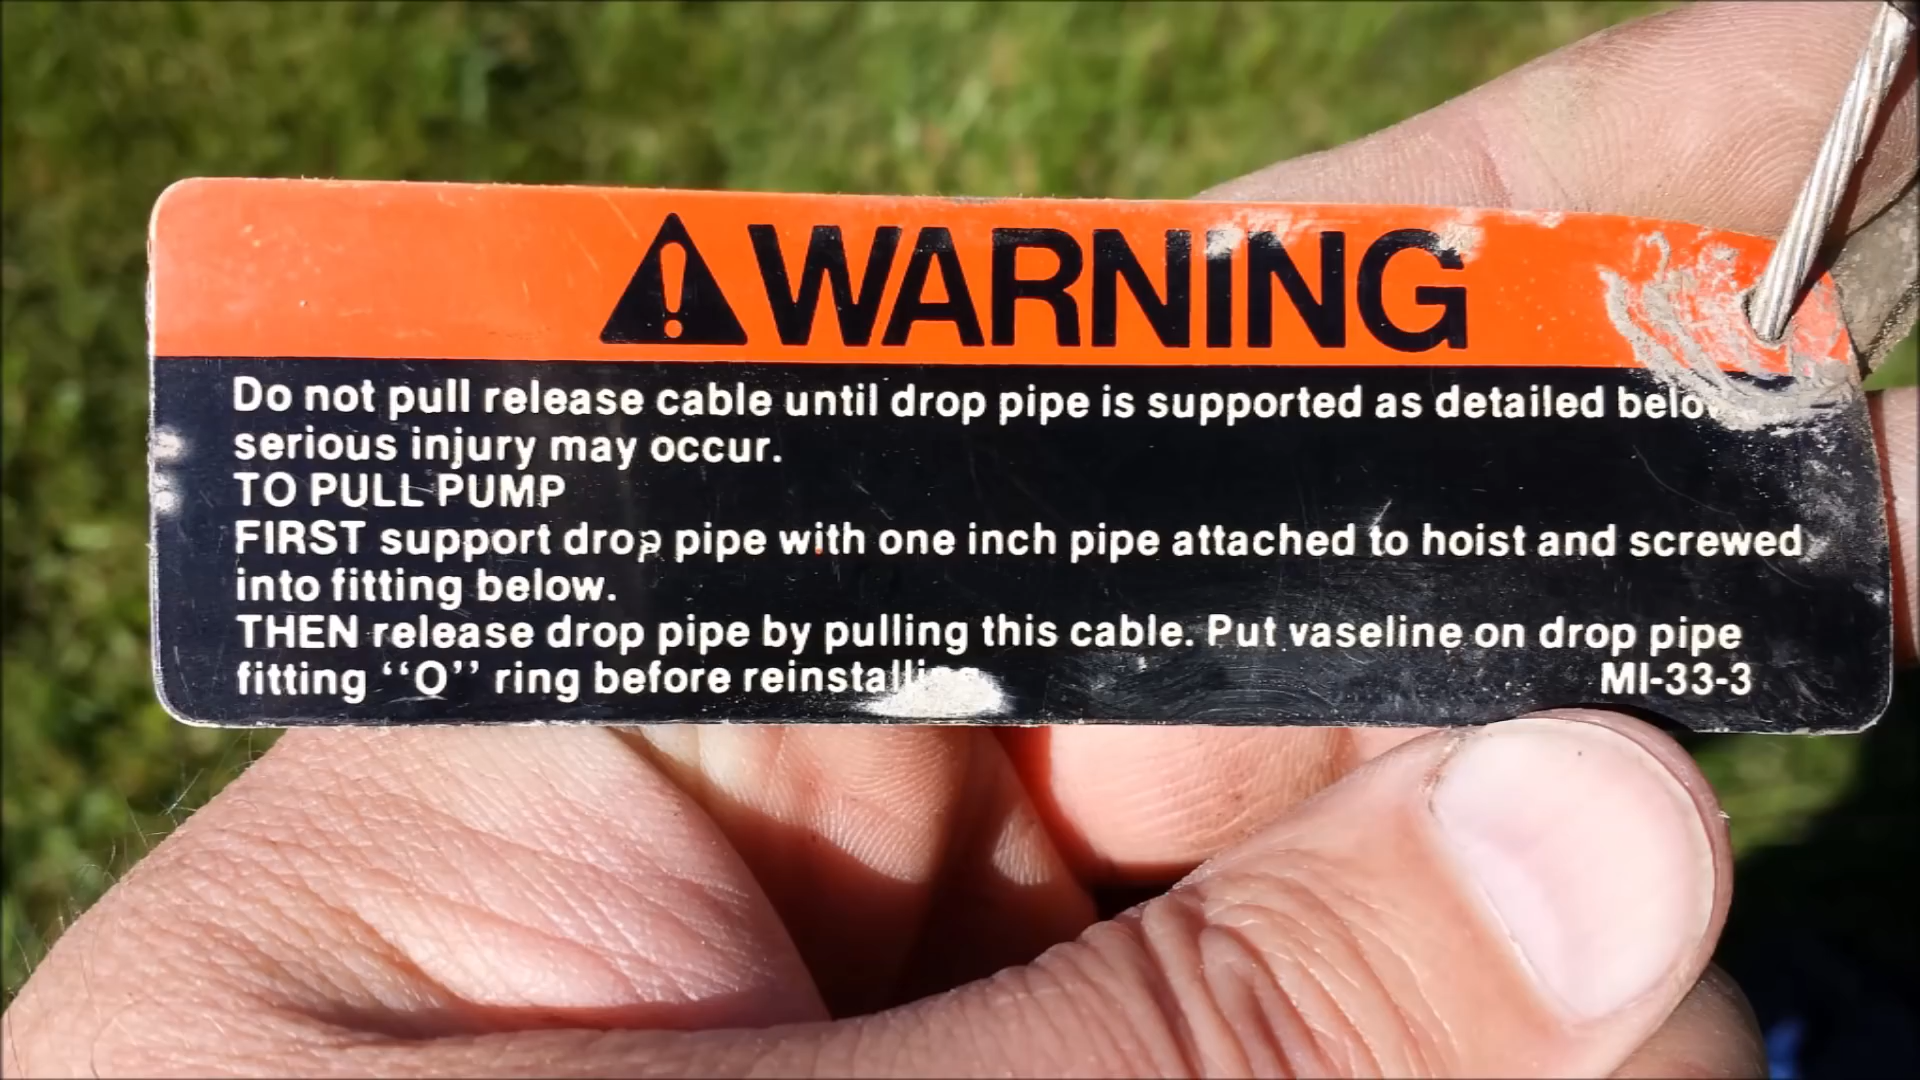 WARNING
Do not pull release cable until drop pipe is supported as detailed below
serious injury may occur.
TO PULL PUMP
FIRST support drop pipe with one inch pipe attached to hoist and screwed
into fitting below.
THEN release drop pipe by pulling this cable. Put vaseline on drop pipe
fitting “O” ring before reinstalling.
MI-33-3